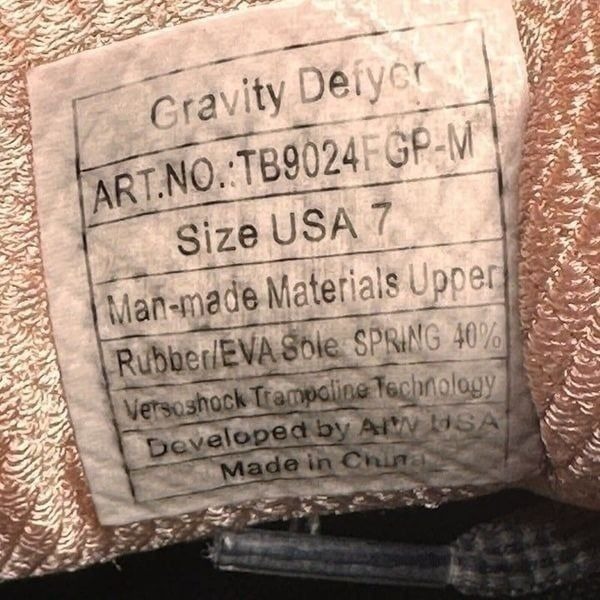 Gravity Defyer
ART.NO.:TB9024FGP-M
Size USA 7
Man-made Materials Upper
Rubber/EVA Sole SPRING 40%
Versoshock Trampoline Technology
Developed by USA
Made in China